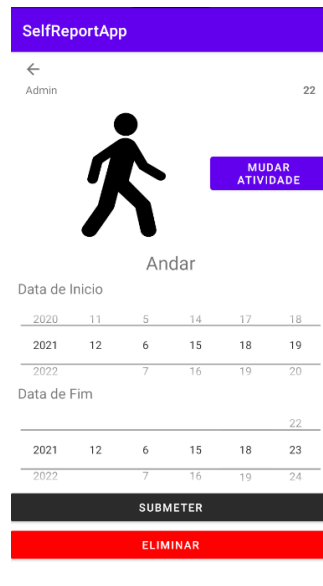 SelfReportApp
Admin 22
MUDAR
ATIVIDADE
Andar
Data de Inicio
2020 11 5 14 17 18
2021 12 6 15 18 19
2022 7 16 19 20
Data de Fim
22
2021 12 6 15 18 23
2022 7 16 19 24
SUBMETER
ELIMINAR